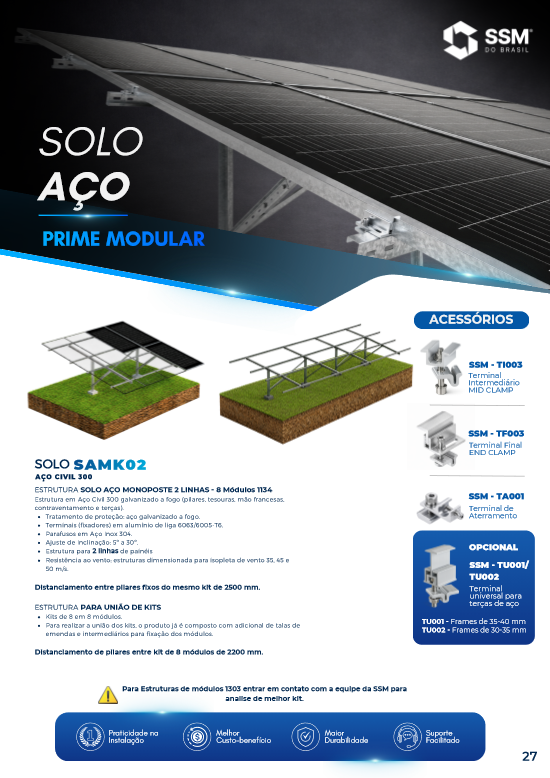 SSM
DO BRASIL
SOLO
AÇO
PRIME MODULAR
ACESSÓRIOS
SSM - TI003
Terminal
Intermediário
MID CLAMP
SSM - TF003
Terminal Final
END CLAMP
SSM - TA001
Terminal de
Aterramento
OPCIONAL
SSM - TU001/
TU002
Terminal
universal para
terças de aço
TU001 - Frames de 35-40 mm
TU002 - Frames de 30-35 mm
SOLO SAMK02
AÇO CIVIL 300
ESTRUTURA SOLO AÇO MONOPOSTE 2 LINHAS - 8 Módulos 1134
Estrutura em Aço Civil 300 galvanizado a fogo (pilares, tesouras, mão francesas,
contraventamento e terças).
• Tratamento de proteção: aço galvanizado a fogo.
• Terminais (fixadores) em alumínio de liga 6063/6005-T6.
• Parafusos em Aço Inox 304.
• Ajuste de inclinação: 5° a 30°.
• Estrutura para 2 linhas de painéis
• Resistência ao vento: estruturas dimensionada para isopleta de vento 35, 45 e
50 m/s.
Distanciamento entre pilares fixos do mesmo kit de 2500 mm.
ESTRUTURA PARA UNIÃO DE KITS
• Kits de 8 em 8 módulos.
• Para realizar a união dos kits, o produto já é composto com adicional de talas de
emendas e intermediários para fixação dos módulos.
Distanciamento de pilares entre kit de 8 módulos de 2200 mm.
Para Estruturas de módulos 1303 entrar em contato com a equipe da SSM para
analise de melhor kit.
Praticidade na
Instalação
Melhor
Custo-benefício
Maior
Durabilidade
Suporte
Facilitado
27